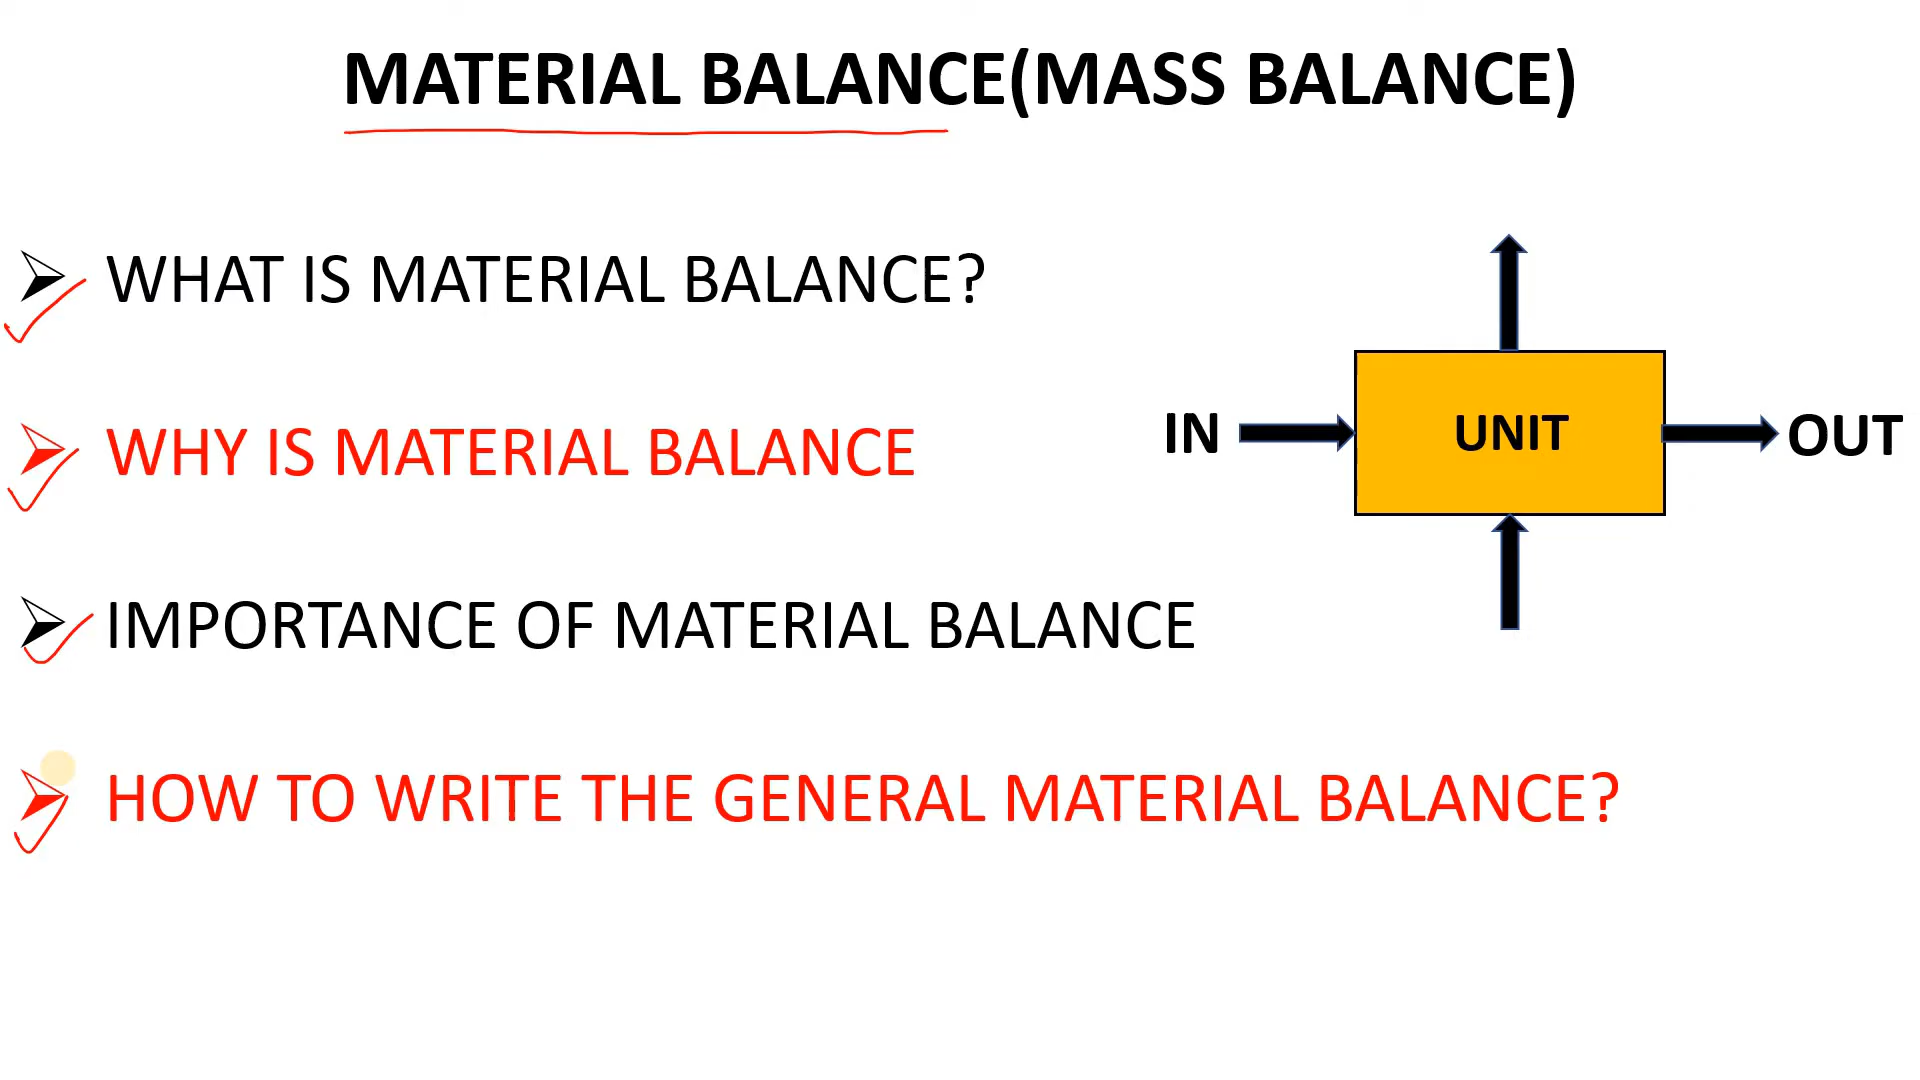 MATERIAL BALANCE(MASS BALANCE)
WHAT IS MATERIAL BALANCE?
WHY IS MATERIAL BALANCE
IMPORTANCE OF MATERIAL BALANCE
HOW TO WRITE THE GENERAL MATERIAL BALANCE?
IN
UNIT
OUT